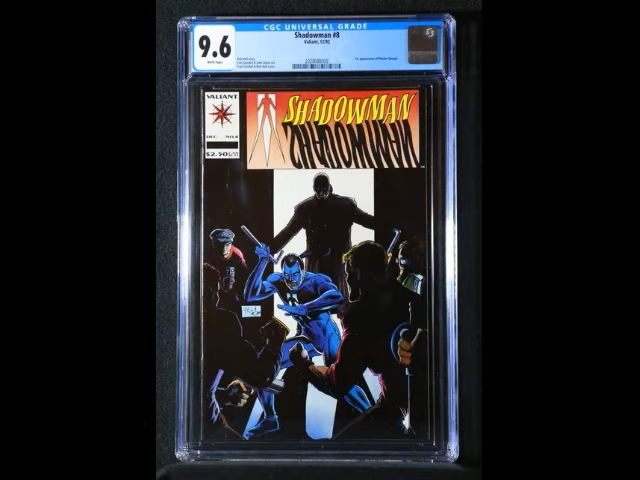 CGC UNIVERSAL GRADE
9.6
WHITE Pages
Shadowman #8
Valiant, 12/92
VALIANT
DEC NO.8
$2.50
SHADOWMAN
SHADOWMAN